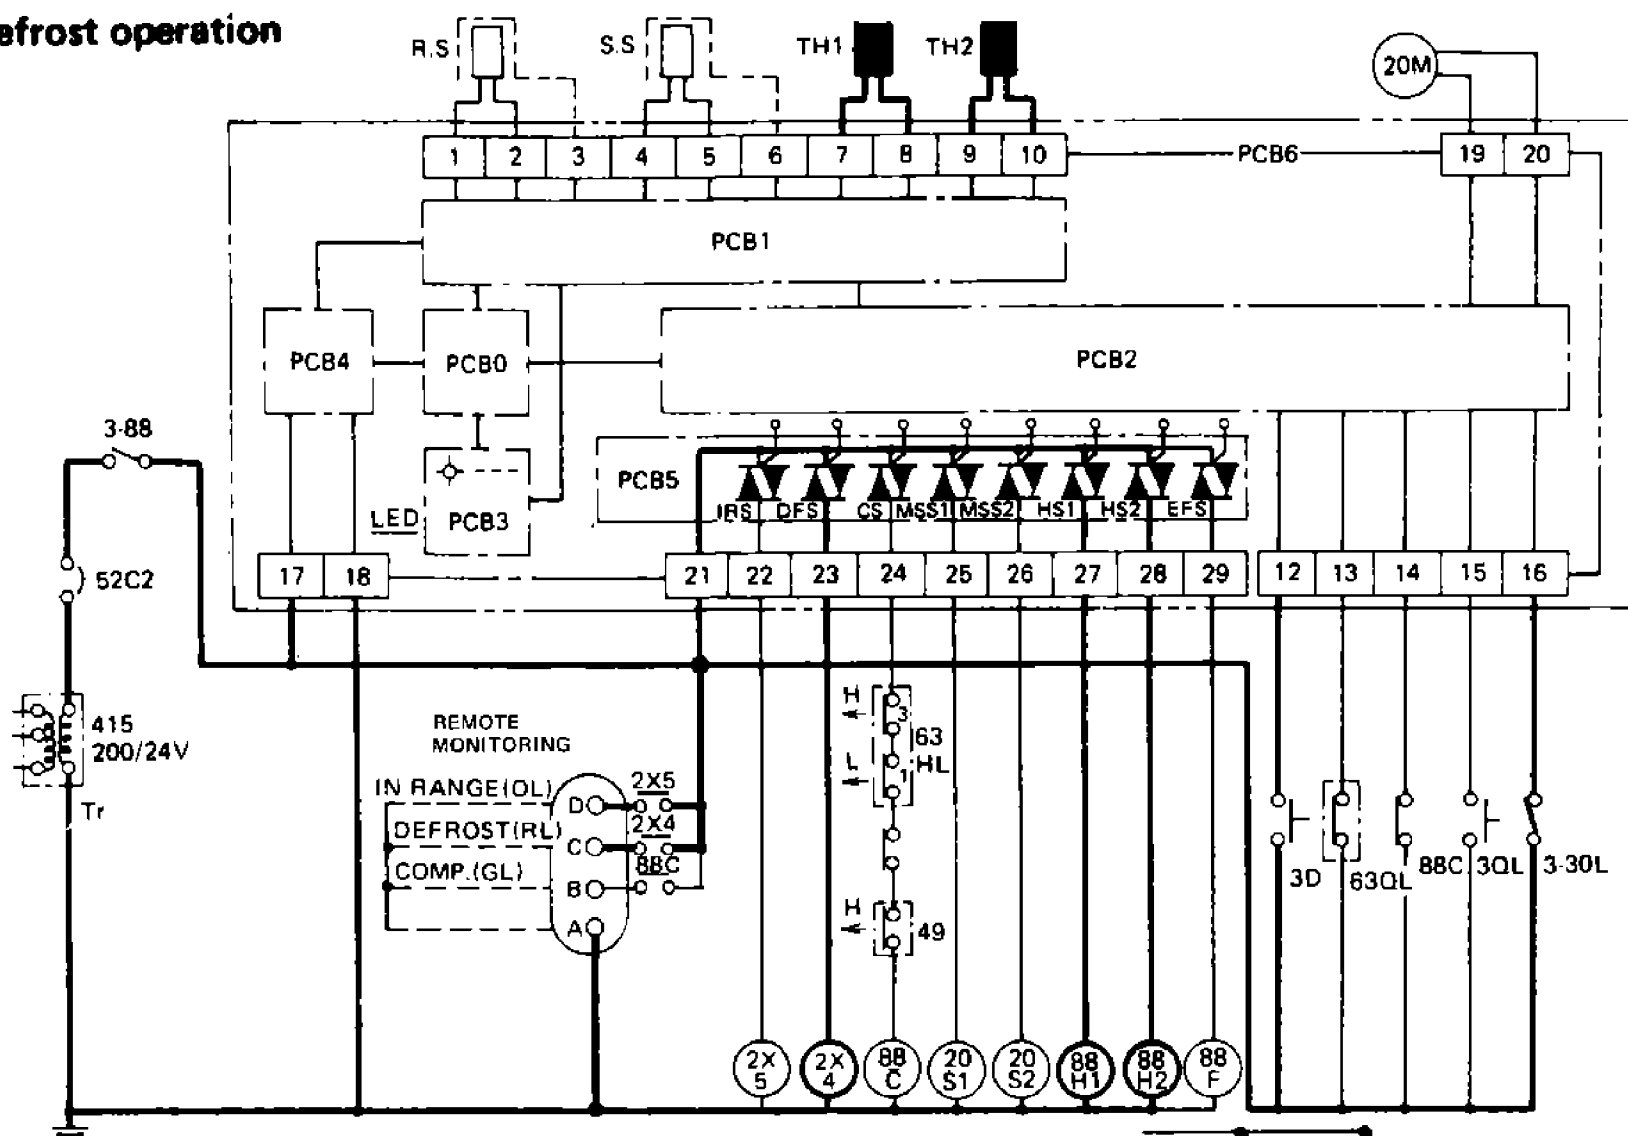 efrost operation
R.S S.S TH1 TH2 20M
1 2 3 4 5 6 7 8 9 10 PCB6 19 20
PCB1
PCB4 PCB0 PCB2
3-88
PCB5
LED PCB3
IRS DFS CS MSS1 MSS2 HS1 HS2 EFS
17 18 21 22 23 24 25 26 27 28 29 12 13 14 15 16
52C2
415
200/24V
Tr
REMOTE
MONITORING
H 3 63
L 1 HL
IN RANGE(OL) D 2X5
DEFROST(RL) C 2X4
COMP.(GL) B 88C
A
H 49
3D 63QL 88C 3QL 3-30L
2X 2X 88 20 20 88 88 88
5 4 C S1 S2 H1 H2 F